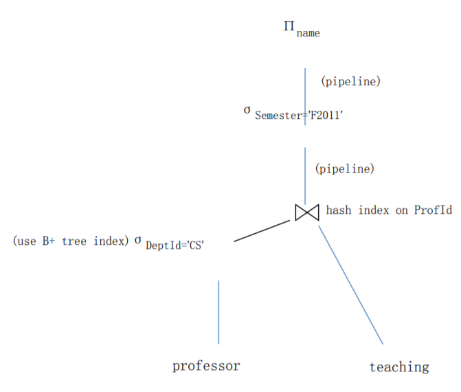 Π name
(pipeline)
σ Semester='F2011'
(pipeline)
hash index on ProfId
(use B+ tree index) σ DeptId='CS'
professor
teaching